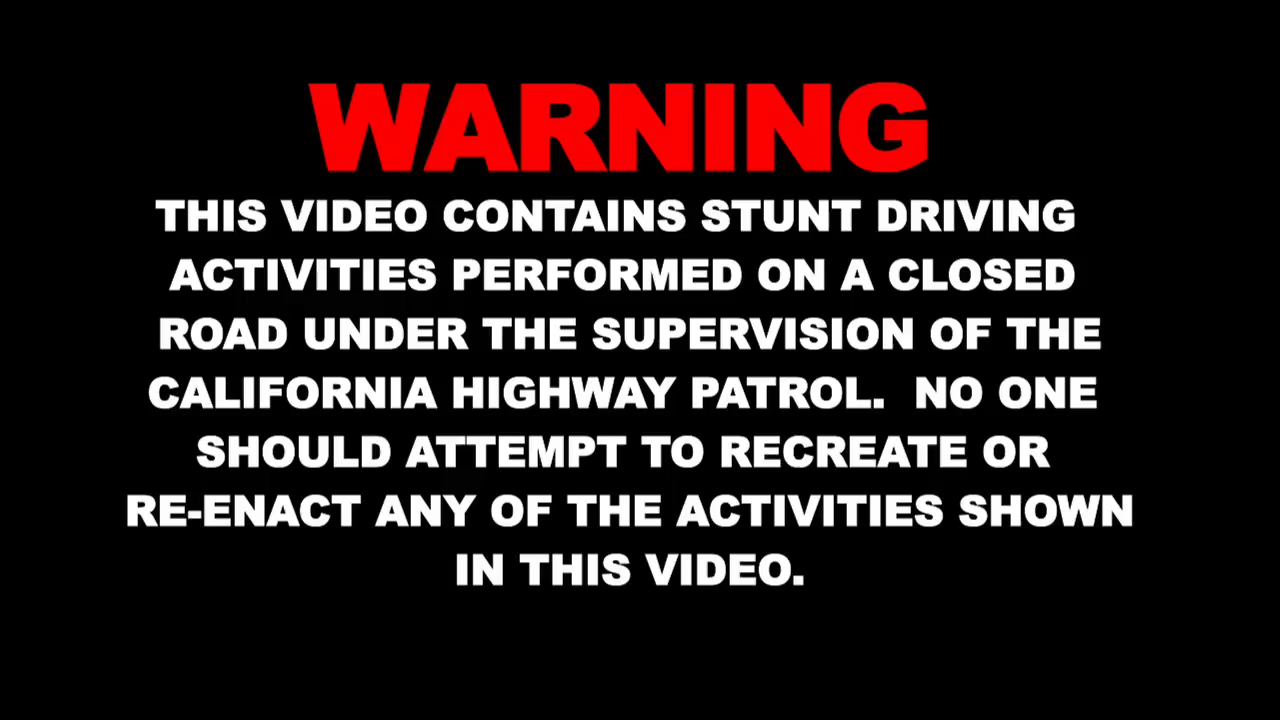 WARNING
THIS VIDEO CONTAINS STUNT DRIVING
ACTIVITIES PERFORMED ON A CLOSED
ROAD UNDER THE SUPERVISION OF THE
CALIFORNIA HIGHWAY PATROL.  NO ONE
SHOULD ATTEMPT TO RECREATE OR
RE-ENACT ANY OF THE ACTIVITIES SHOWN
IN THIS VIDEO.